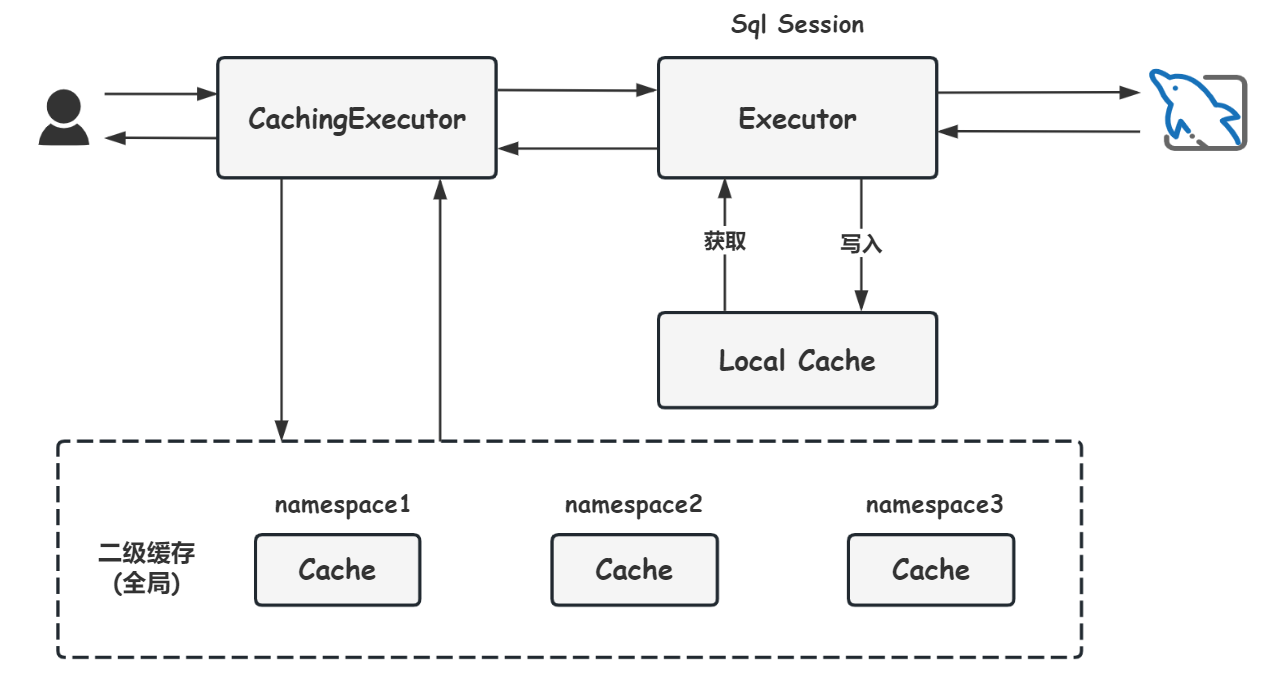 Sql Session
CachingExecutor
Executor
获取
写入
Local Cache
namespace1
namespace2
namespace3
二级缓存
(全局)
Cache
Cache
Cache